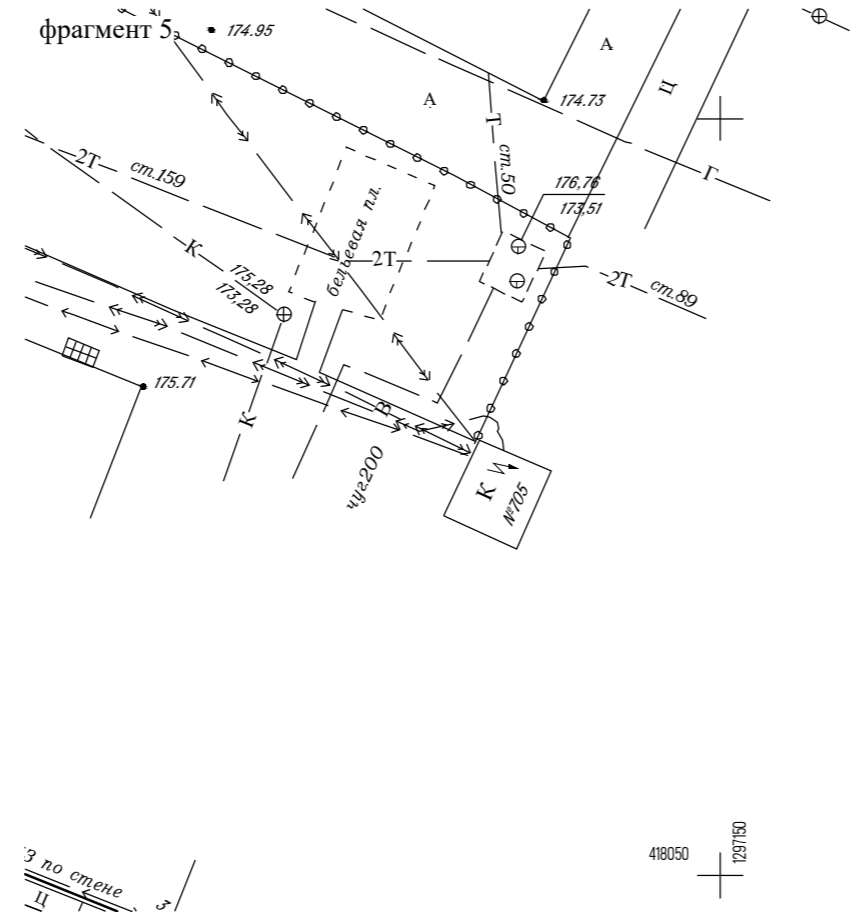 фрагмент 5
174.95
А
А
174.73
Ц
Г
Т
ст.50
176,76
173,51
2Т
ст.159
К
175,28
173,28
бельевая пл.
2Т
2Т
ст.89
175.71
К
В
чуг.200
К
№705
418050
1297150
З по стене
Ц
3